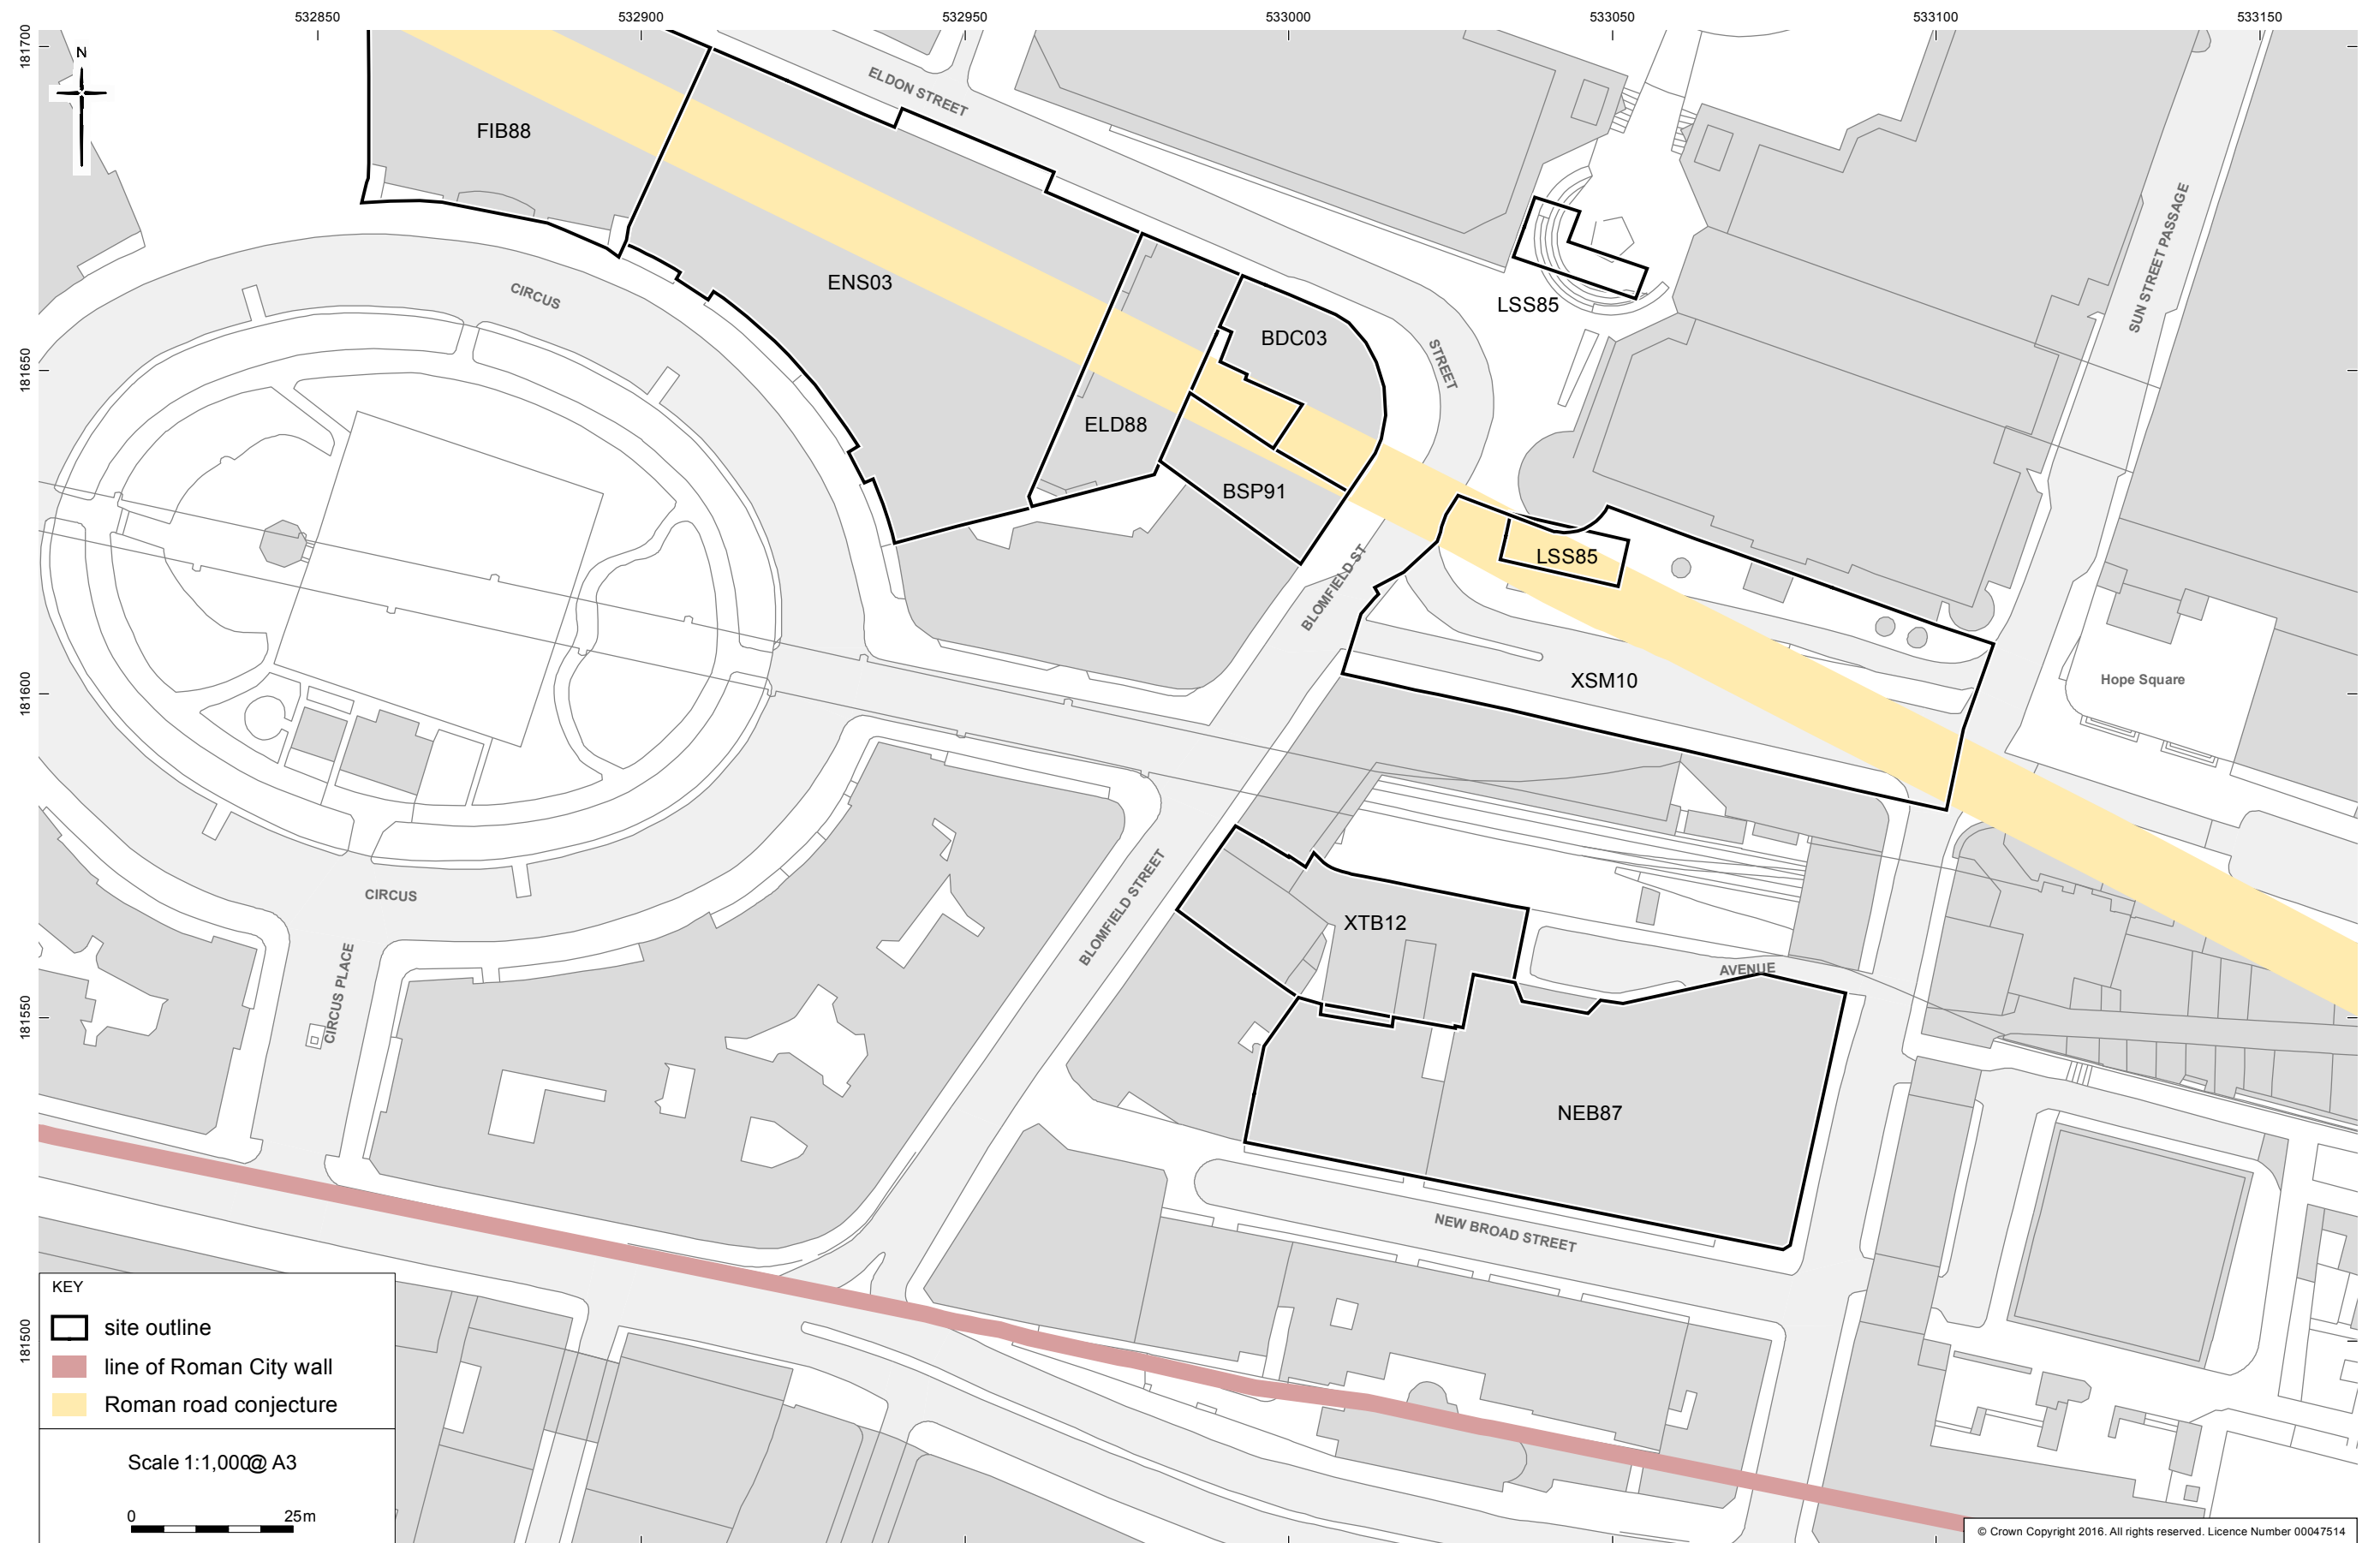 532850
532900
532950
533000
533050
533100
533150
181700
181650
181600
181550
181500
N
ELDON STREET
FIB88
SUN STREET PASSAGE
ENS03
CIRCUS
LSS85
BDC03
STREET
ELD88
BSP91
LSS85
BLOMFIELD ST
XSM10
Hope Square
CIRCUS
BLOMFIELD STREET
XTB12
AVENUE
CIRCUS PLACE
NEB87
NEW BROAD STREET
KEY
site outline
line of Roman City wall
Roman road conjecture
Scale 1:1,000@ A3
0 25m
© Crown Copyright 2016. All rights reserved. Licence Number 00047514